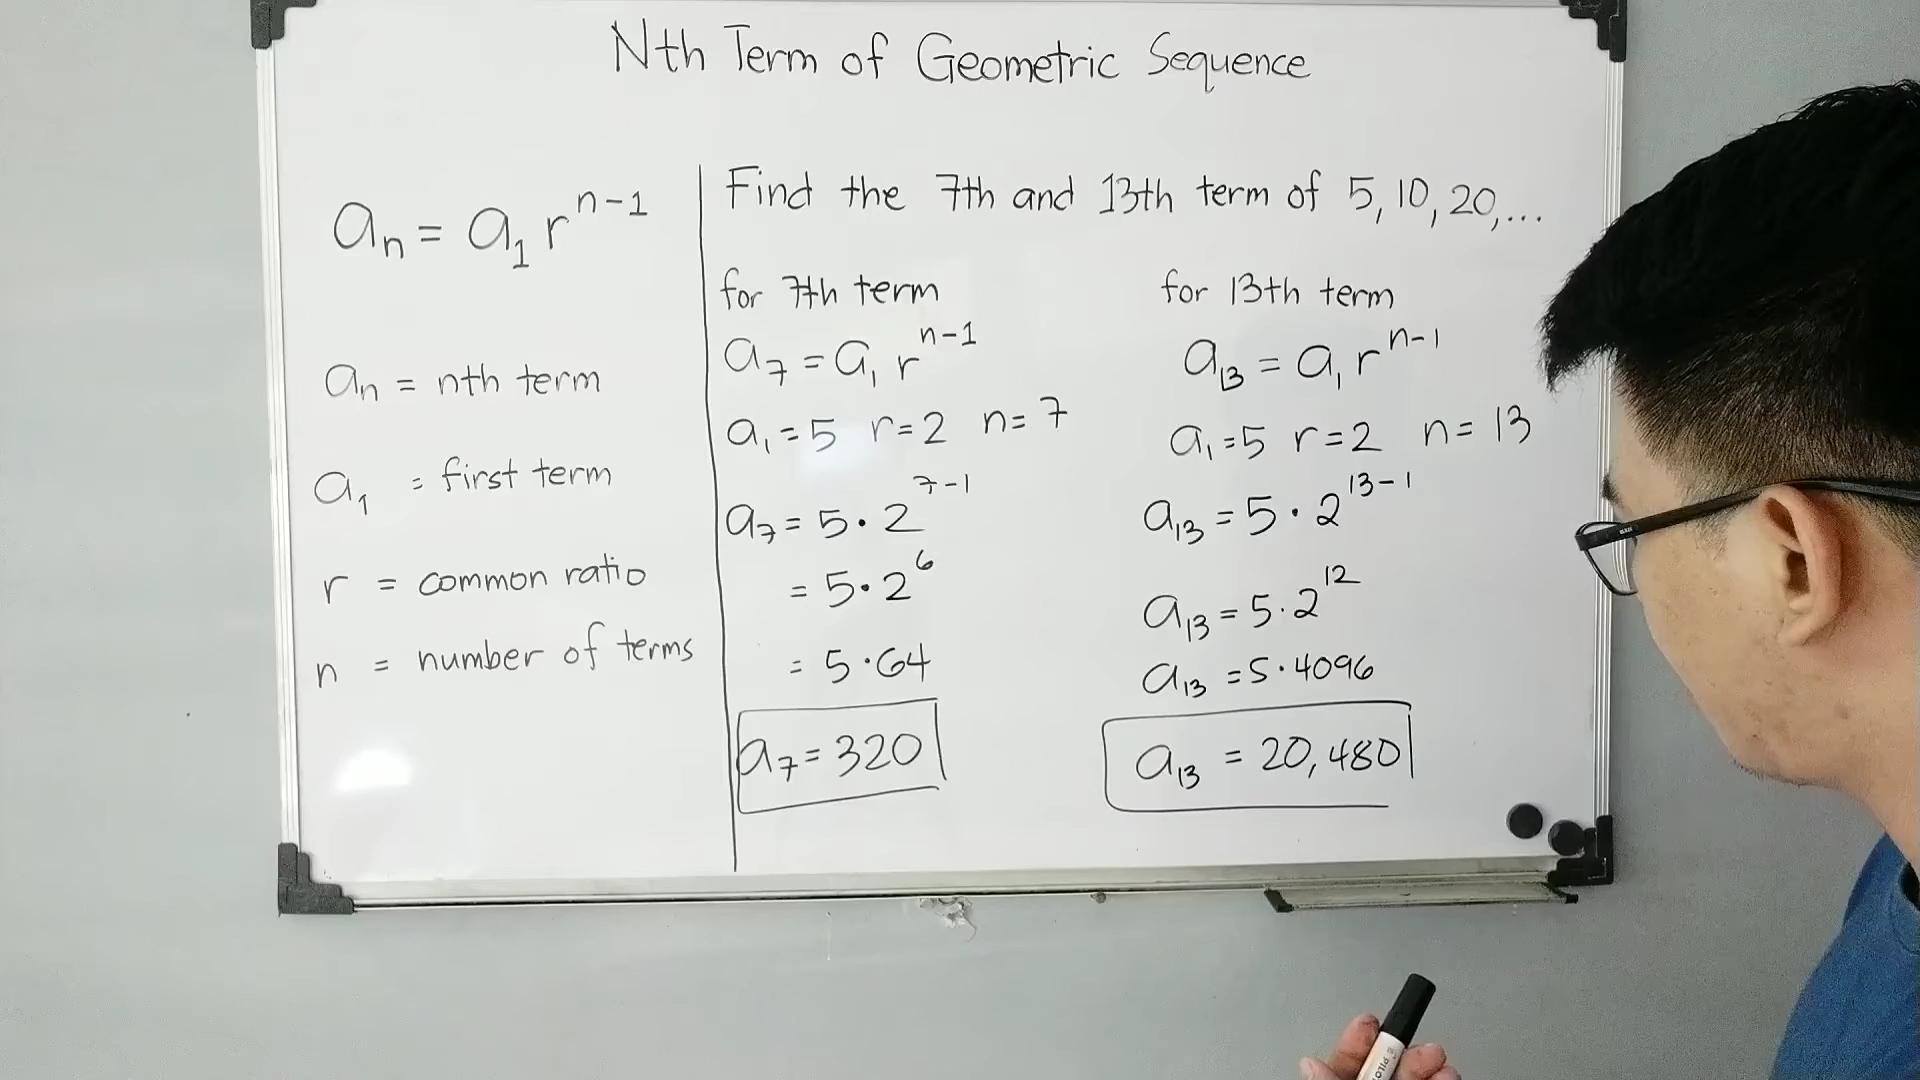 Nth Term of Geometric Sequence
aₙ = a₁ rⁿ⁻¹
aₙ = nth term
a₁ = first term
r = common ratio
n = number of terms
Find the 7th and 13th term of 5, 10, 20, ...
for 7th term
a₇ = a₁ rⁿ⁻¹
a₁ = 5 r = 2 n = 7
a₇ = 5 · 2⁷⁻¹
= 5 · 2⁶
= 5 · 64
a₇ = 320
for 13th term
a₁₃ = a₁ rⁿ⁻¹
a₁ = 5 r = 2 n = 13
a₁₃ = 5 · 2¹³⁻¹
a₁₃ = 5 · 2¹²
a₁₃ = 5 · 4096
a₁₃ = 20,480